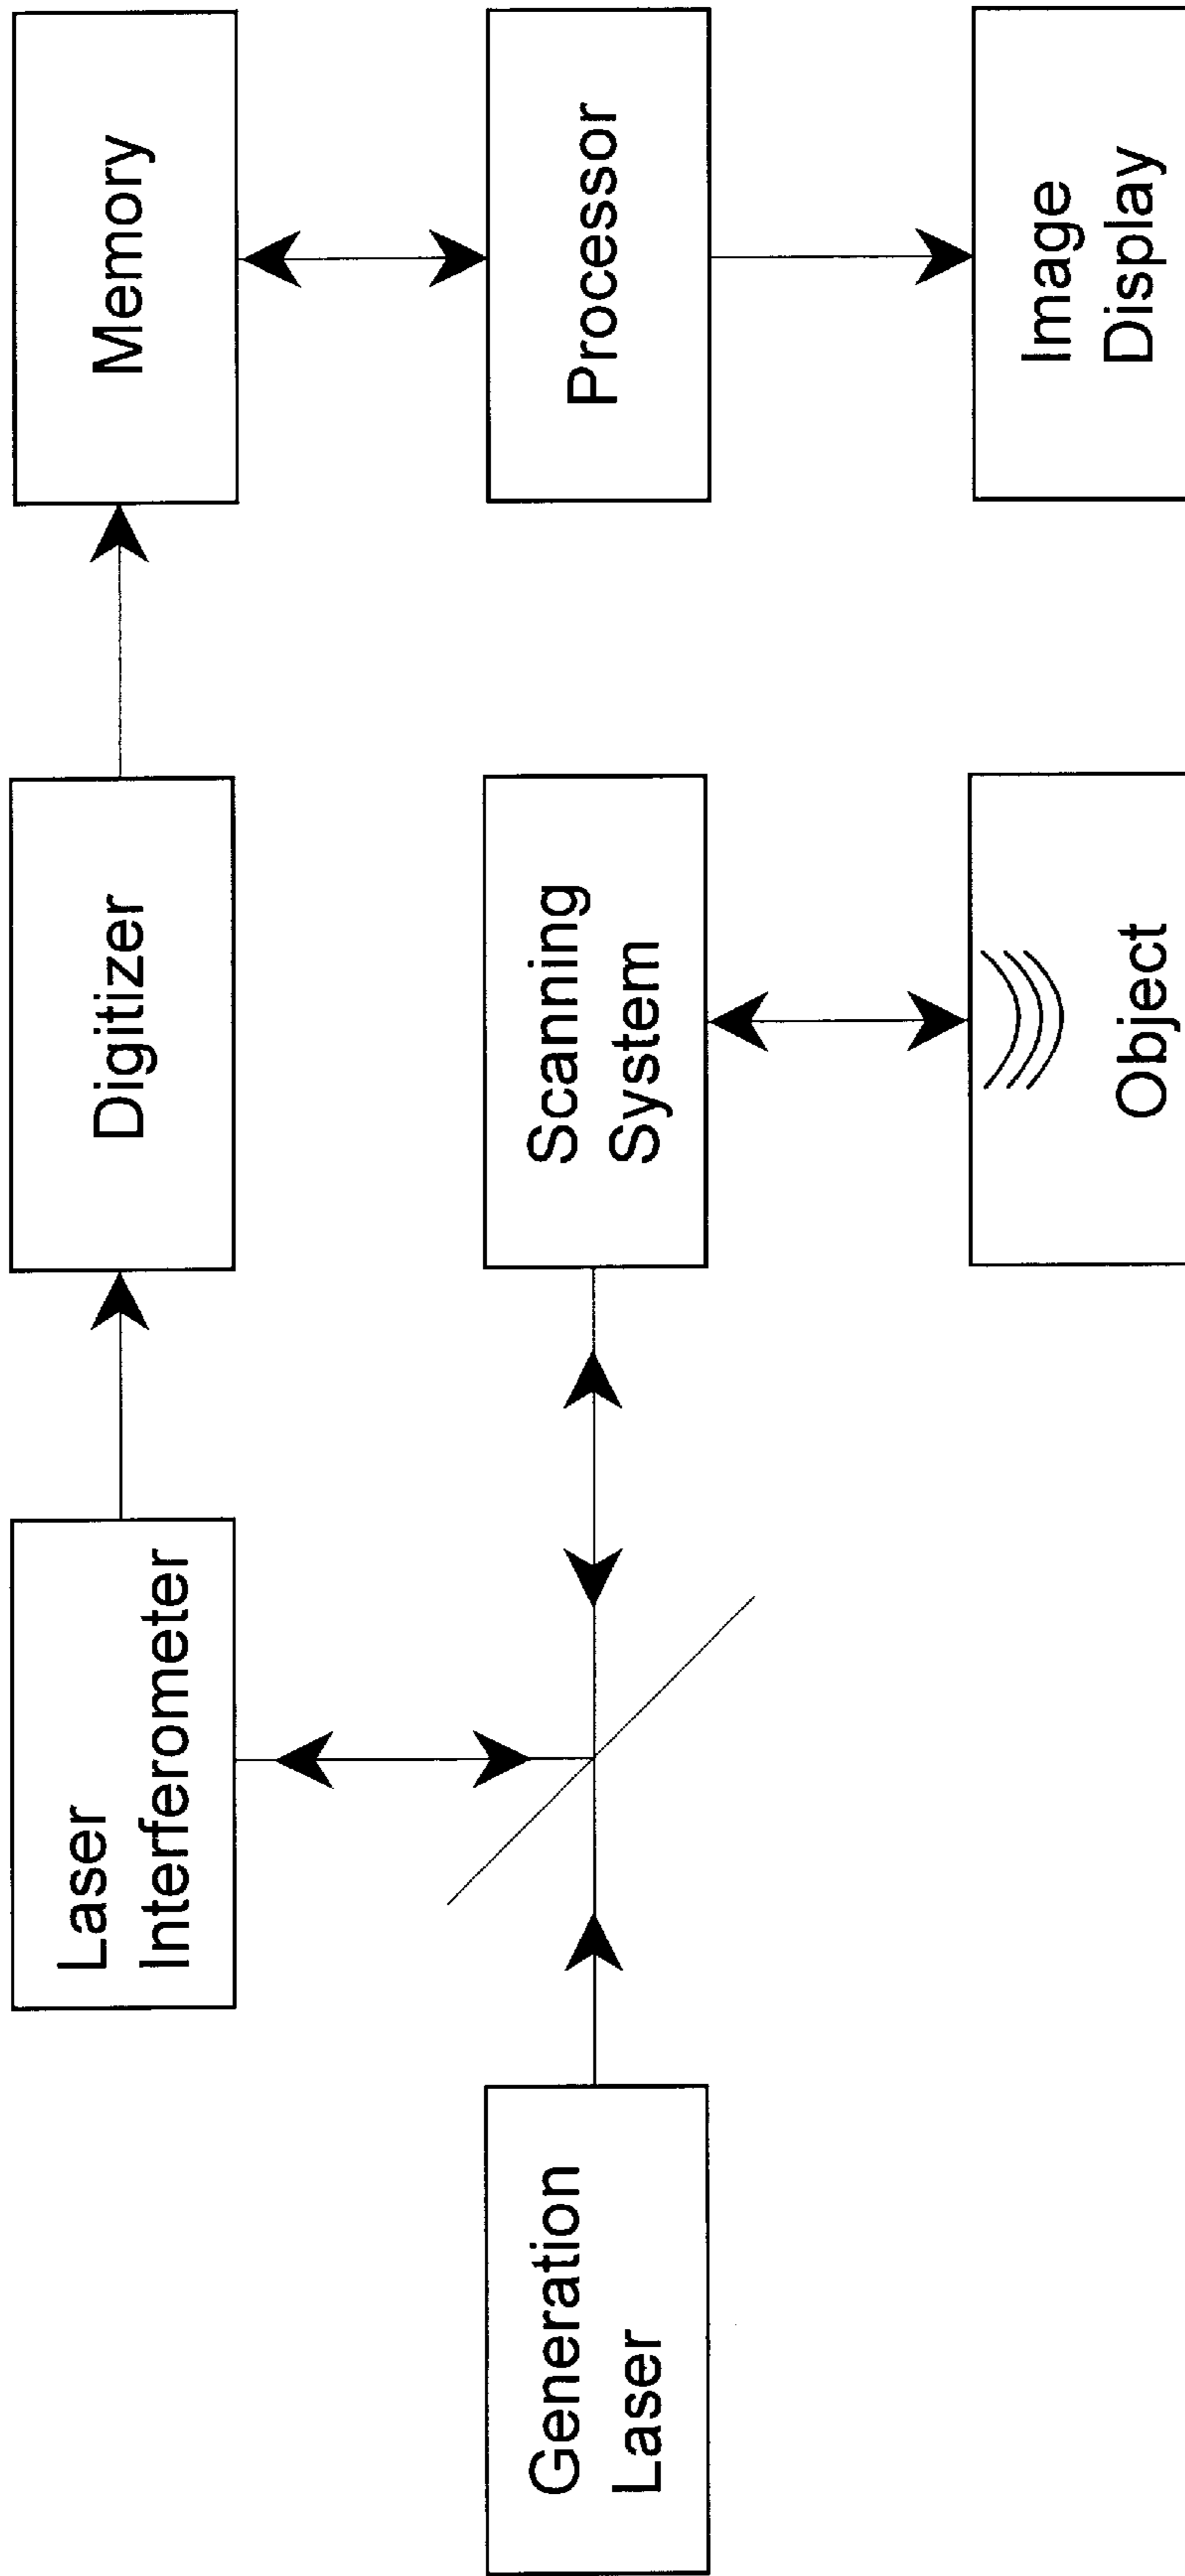 Laser
Interferometer
Digitizer
Memory
Generation
Laser
Scanning
System
Processor
Object
Image
Display